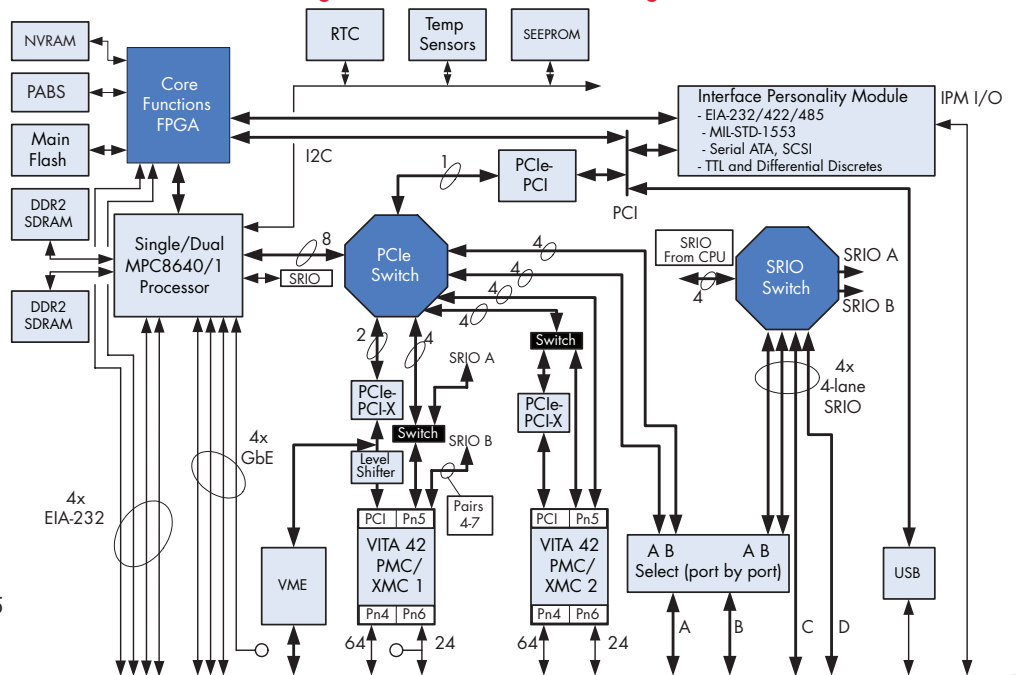 NVRAM
PABS
Main
Flash
DDR2
SDRAM
DDR2
SDRAM
Core
Functions
FPGA
RTC
Temp
Sensors
SEEPROM
I2C
Interface Personality Module
- EIA-232/422/485
- MIL-STD-1553
- Serial ATA, SCSI
- TTL and Differential Discretes
IPM I/O
1
PCIe-
PCI
PCI
Single/Dual
MPC8640/1
Processor
8
SRIO
PCIe
Switch
4
4
4
4
SRIO
From CPU
4
SRIO
Switch
SRIO A
SRIO B
2
4
Switch
SRIO A
PCIe-
PCI-X
Switch
SRIO B
Level
Shifter
Pairs
4-7
PCIe-
PCI-X
4x
4-lane
SRIO
4x
GbE
4x
EIA-232
VME
PCI
Pn5
VITA 42
PMC/
XMC 1
Pn4
Pn6
64
24
PCI
Pn5
VITA 42
PMC/
XMC 2
Pn4
Pn6
64
24
A B
A B
Select (port by port)
A
B
C
D
USB